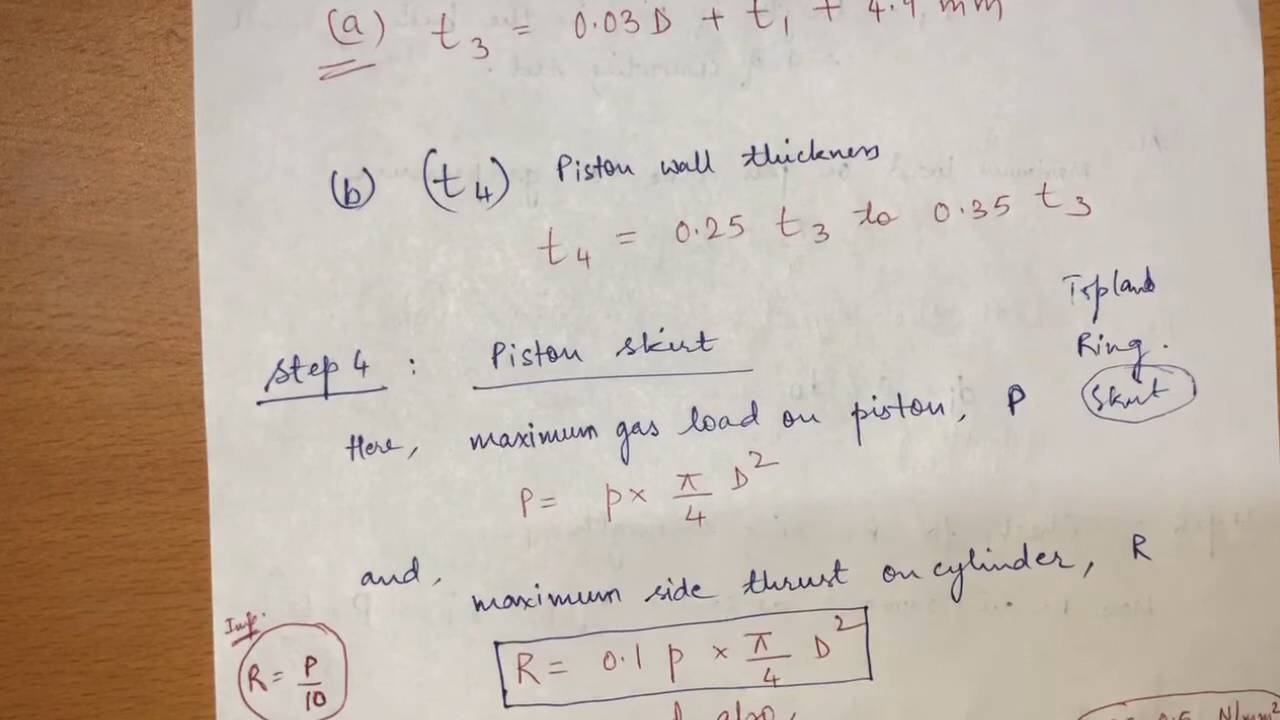 (a) t3 = 0.03 D + t1 + 4.9 mm
(b) (t4) Piston wall thickness
t4 = 0.25 t3 to 0.35 t3
Topland
Ring.
Skirt
Step 4 : Piston skirt
Here, maximum gas load on piston, P
P = p × π/4 D²
and, maximum side thrust on cylinder, R
Imp.
R = P/10
R = 0.1 p × π/4 D²
also,
N/mm²